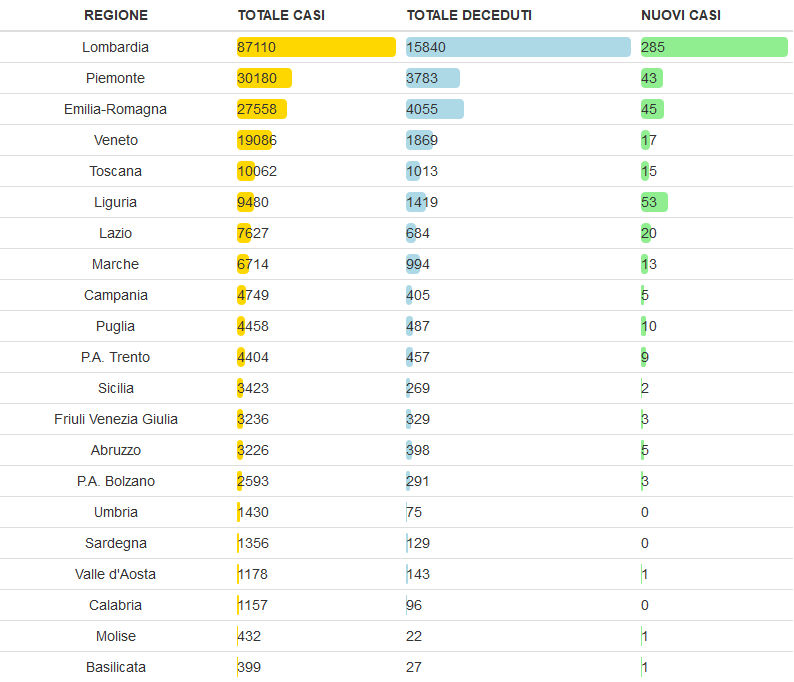 REGIONE TOTALE CASI TOTALE DECEDUTI NUOVI CASI
Lombardia 87110 15840 285
Piemonte 30180 3783 43
Emilia-Romagna 27558 4055 45
Veneto 19086 1869 17
Toscana 10062 1013 15
Liguria 9480 1419 53
Lazio 7627 684 20
Marche 6714 994 13
Campania 4749 405 5
Puglia 4458 487 10
P.A. Trento 4404 457 9
Sicilia 3423 269 2
Friuli Venezia Giulia 3236 329 3
Abruzzo 3226 398 5
P.A. Bolzano 2593 291 3
Umbria 1430 75 0
Sardegna 1356 129 0
Valle d'Aosta 1178 143 1
Calabria 1157 96 0
Molise 432 22 1
Basilicata 399 27 1